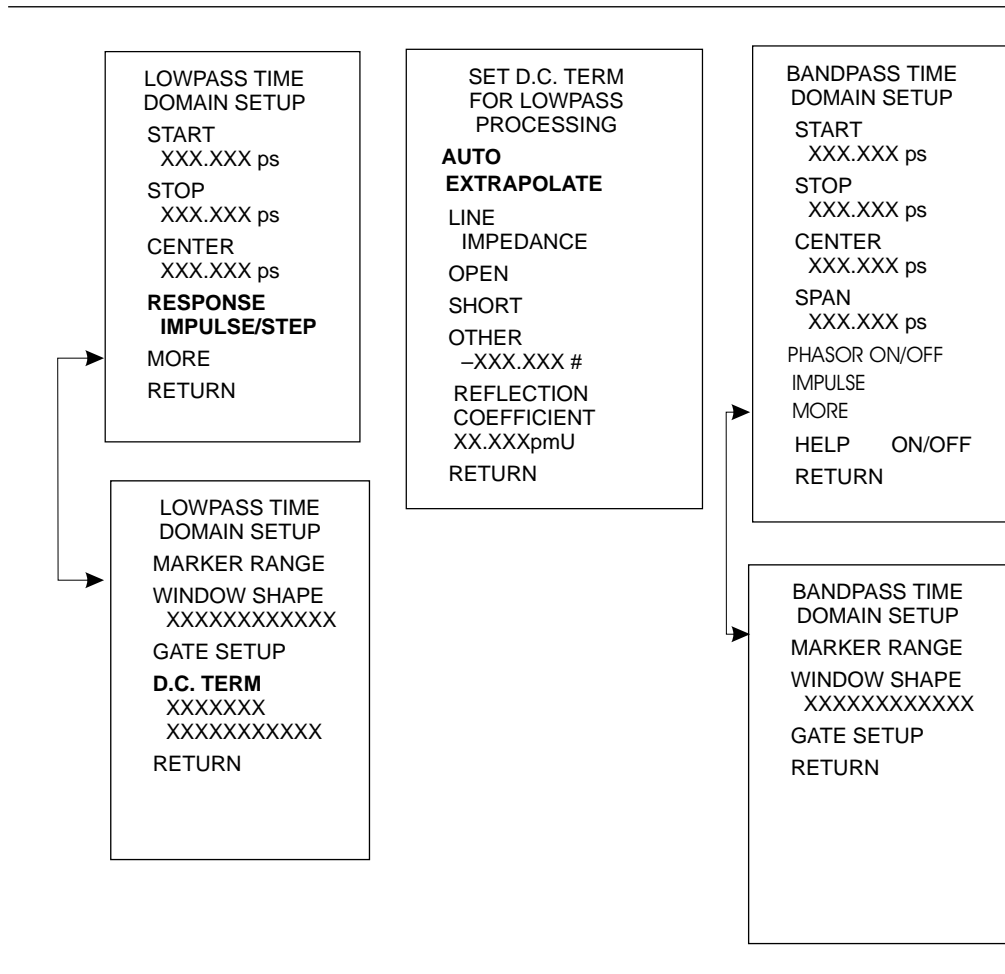 LOWPASS TIME
DOMAIN SETUP
START
XXX.XXX ps
STOP
XXX.XXX ps
CENTER
XXX.XXX ps
RESPONSE
IMPULSE/STEP
MORE
RETURN
LOWPASS TIME
DOMAIN SETUP
MARKER RANGE
WINDOW SHAPE
XXXXXXXXXXXX
GATE SETUP
D.C. TERM
XXXXXXX
XXXXXXXXXXX
RETURN
SET D.C. TERM
FOR LOWPASS
PROCESSING
AUTO
EXTRAPOLATE
LINE
IMPEDANCE
OPEN
SHORT
OTHER
–XXX.XXX #
REFLECTION
COEFFICIENT
XX.XXXpmU
RETURN
BANDPASS TIME
DOMAIN SETUP
START
XXX.XXX ps
STOP
XXX.XXX ps
CENTER
XXX.XXX ps
SPAN
XXX.XXX ps
PHASOR ON/OFF
IMPULSE
MORE
HELP ON/OFF
RETURN
BANDPASS TIME
DOMAIN SETUP
MARKER RANGE
WINDOW SHAPE
XXXXXXXXXXXX
GATE SETUP
RETURN